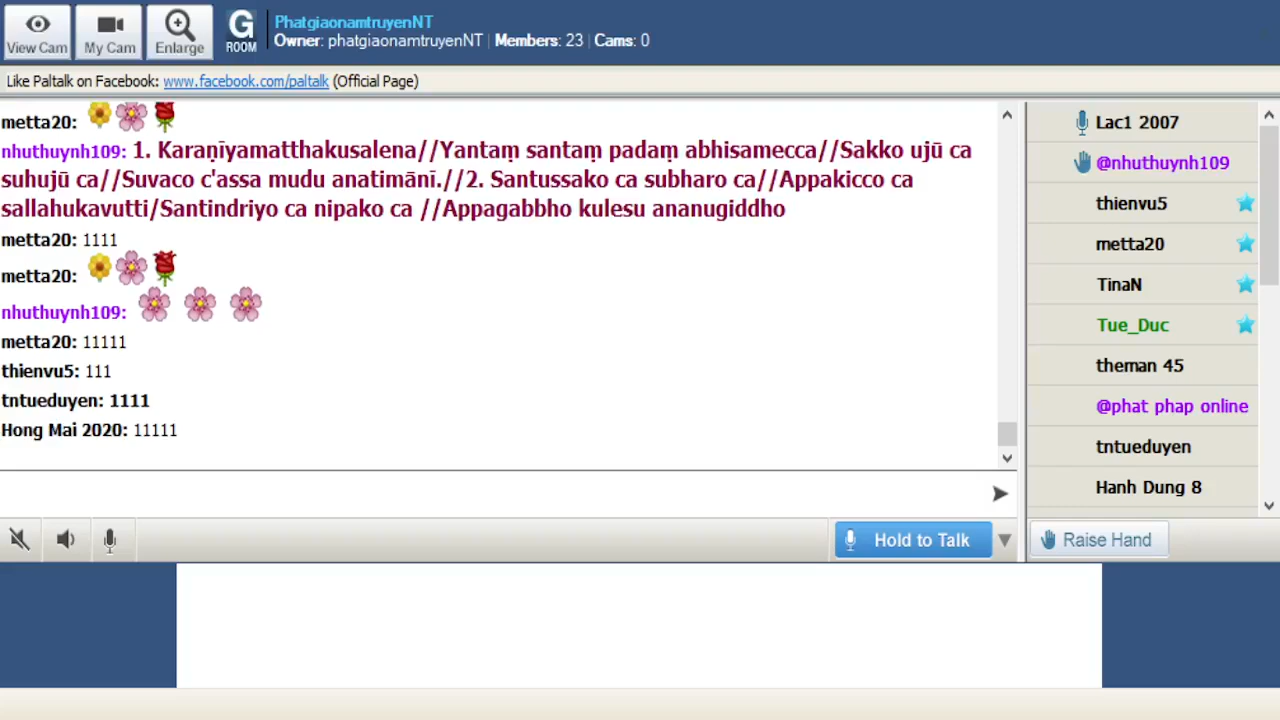 View Cam
My Cam
Enlarge
G
ROOM
PhatgiaonamtruyenNT
Owner: phatgiaonamtruyenNT | Members: 23 | Cams: 0
Like Paltalk on Facebook: www.facebook.com/paltalk (Official Page)
metta20:
nhuthuynh109: 1. Karaṇīyamatthakusalena//Yantaṃ santaṃ padaṃ abhisamecca//Sakko ujū ca
suhujū ca//Suvaco c'assa mudu anatimānī.//2. Santussako ca subharo ca//Appakicco ca
sallahukavutti/Santindriyo ca nipako ca //Appagabbho kulesu ananugiddho
metta20: 1111
metta20:
nhuthuynh109:
metta20: 11111
thienvu5: 111
tntueduyen: 1111
Hong Mai 2020: 11111
Hold to Talk
Lac1 2007
@nhuthuynh109
thienvu5
metta20
TinaN
Tue_Duc
theman 45
@phat phap online
tntueduyen
Hanh Dung 8
Raise Hand